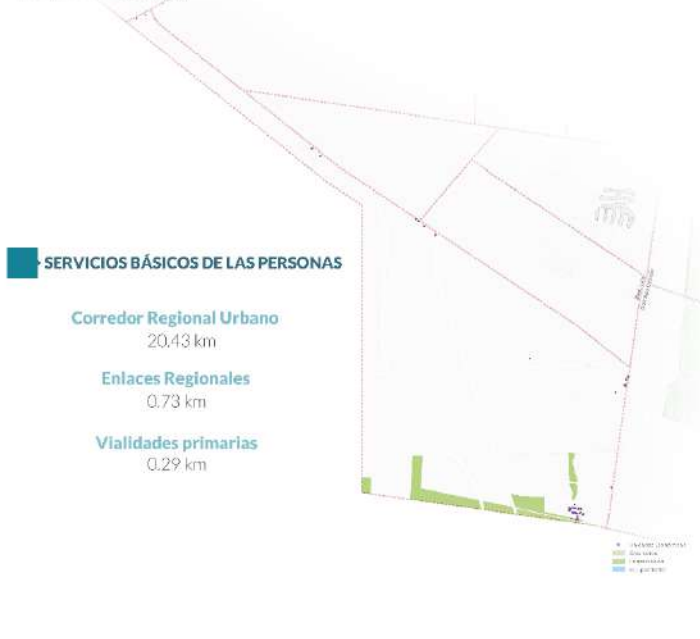 SERVICIOS BÁSICOS DE LAS PERSONAS
Corredor Regional Urbano
20.43 km
Enlaces Regionales
0.73 km
Vialidades primarias
0.29 km